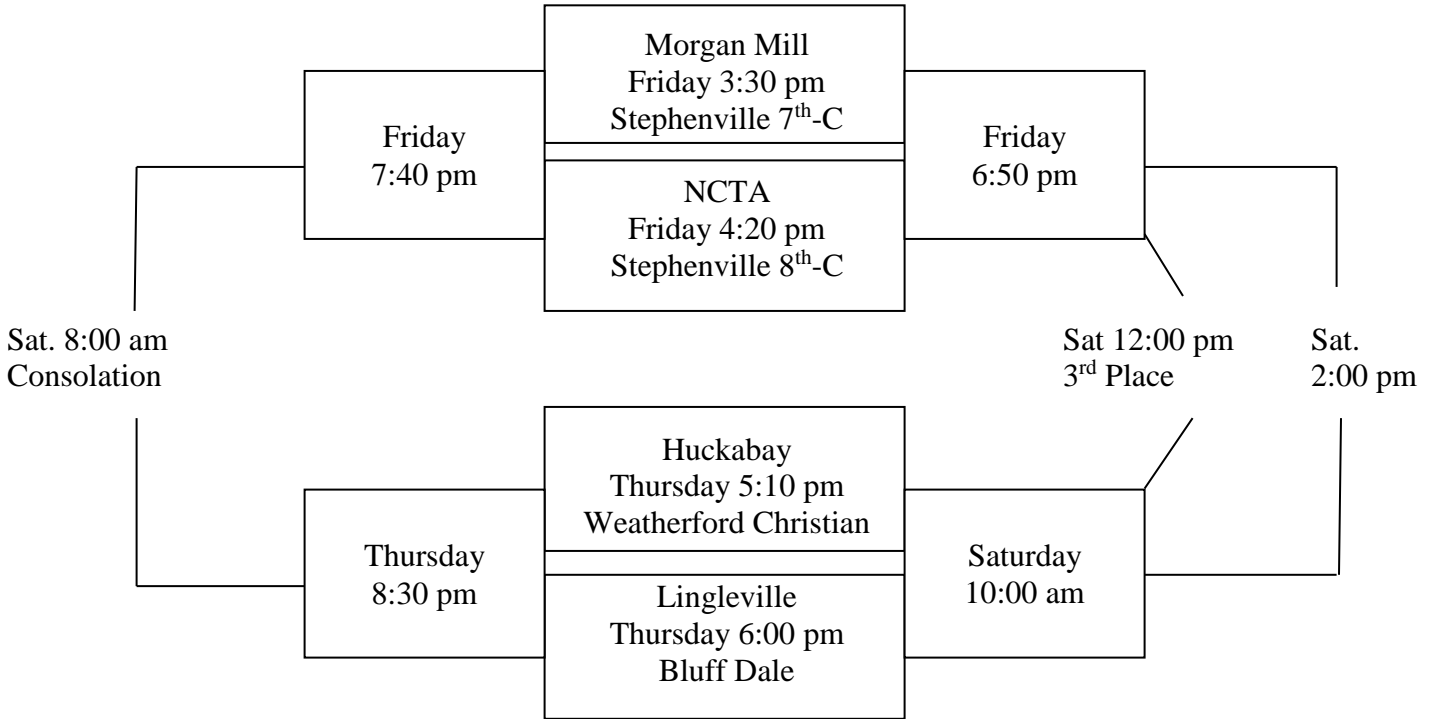 Morgan Mill
Friday 3:30 pm
Stephenville 7th-C
Friday
7:40 pm
Friday
6:50 pm
NCTA
Friday 4:20 pm
Stephenville 8th-C
Sat. 8:00 am
Consolation
Sat 12:00 pm
3rd Place
Sat.
2:00 pm
Huckabay
Thursday 5:10 pm
Weatherford Christian
Thursday
8:30 pm
Saturday
10:00 am
Lingleville
Thursday 6:00 pm
Bluff Dale